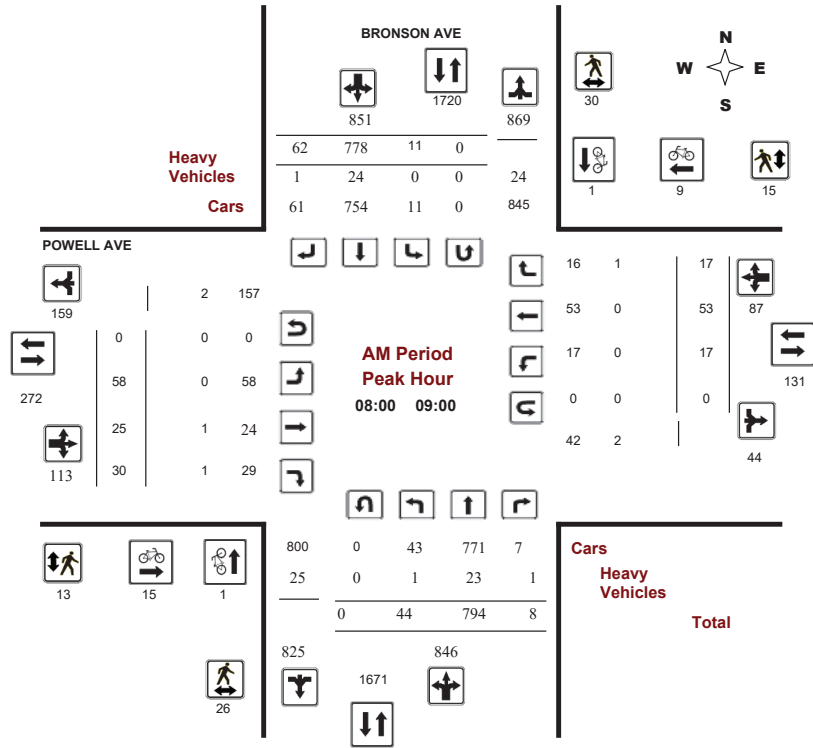 BRONSON AVE
N
W E
S
1720
30
851
869
62 778 11 0
Heavy
Vehicles
1 24 0 0 24
Cars
61 754 11 0 845
1
9
15
POWELL AVE
159
2 157
16 1 17
87
0 0 0
53 0 53
272
AM Period
Peak Hour
08:00 09:00
58 0 58
17 0 17
131
25 1 24
0 0 0
113
30 1 29
42 2
44
800 0 43 771 7
Cars
25 0 1 23 1
Heavy
Vehicles
13
15
1
0 44 794 8
Total
825
846
1671
26